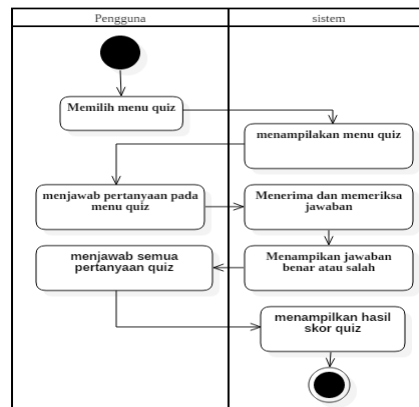 Pengguna
sistem
Memilih menu quiz
menampilakan menu quiz
menjawab pertanyaan pada
menu quiz
Menerima dan memeriksa
jawaban
menjawab semua
pertanyaan quiz
Menampikan jawaban
benar atau salah
menampilkan hasil
skor quiz